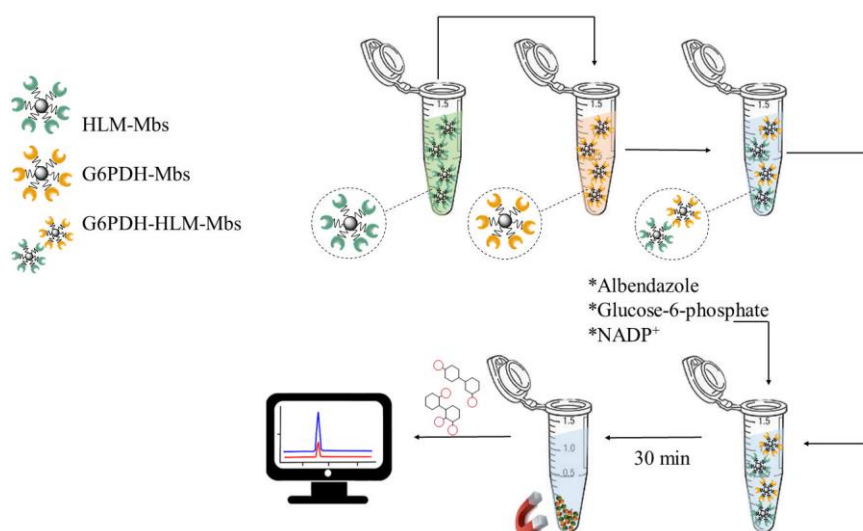 HLM-Mbs
G6PDH-Mbs
G6PDH-HLM-Mbs
1.5
1.5
1.5
*Albendazole
*Glucose-6-phosphate
*NADP⁺
30 min
1.5
1.0
0.5
1.5